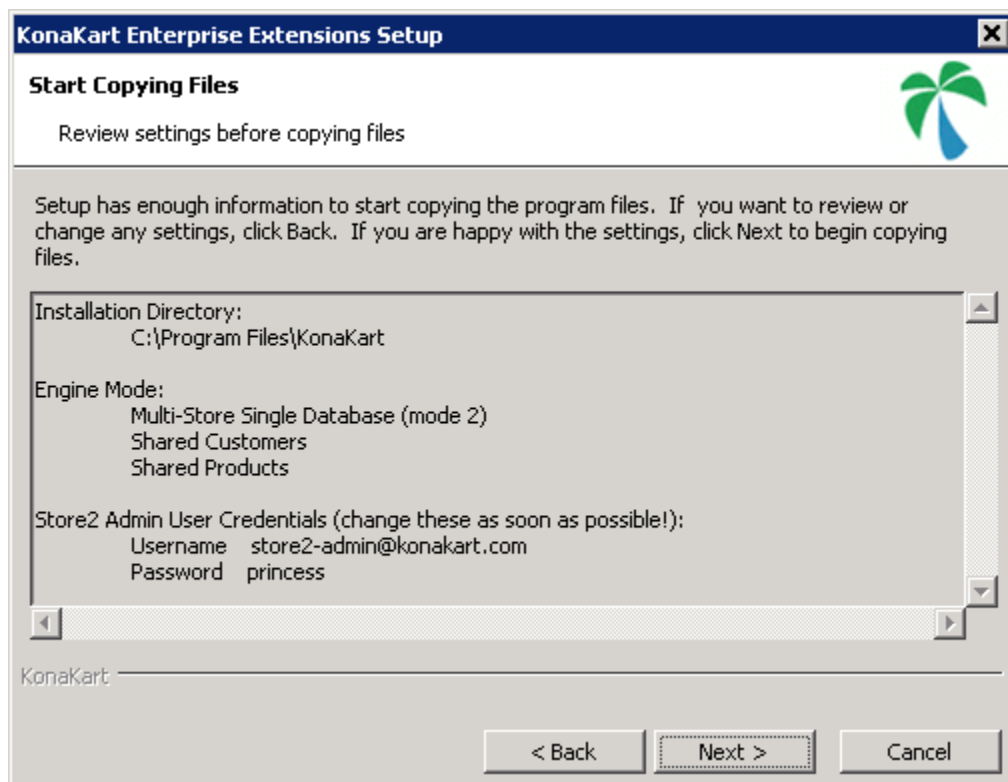 KonaKart Enterprise Extensions Setup
Start Copying Files
Review settings before copying files
Setup has enough information to start copying the program files.  If  you want to review or
change any settings, click Back.  If you are happy with the settings, click Next to begin copying
files.
Installation Directory:
C:\Program Files\KonaKart
Engine Mode:
Multi-Store Single Database (mode 2)
Shared Customers
Shared Products
Store2 Admin User Credentials (change these as soon as possible!):
Username    store2-admin@konakart.com
Password    princess
KonaKart
< Back
Next >
Cancel